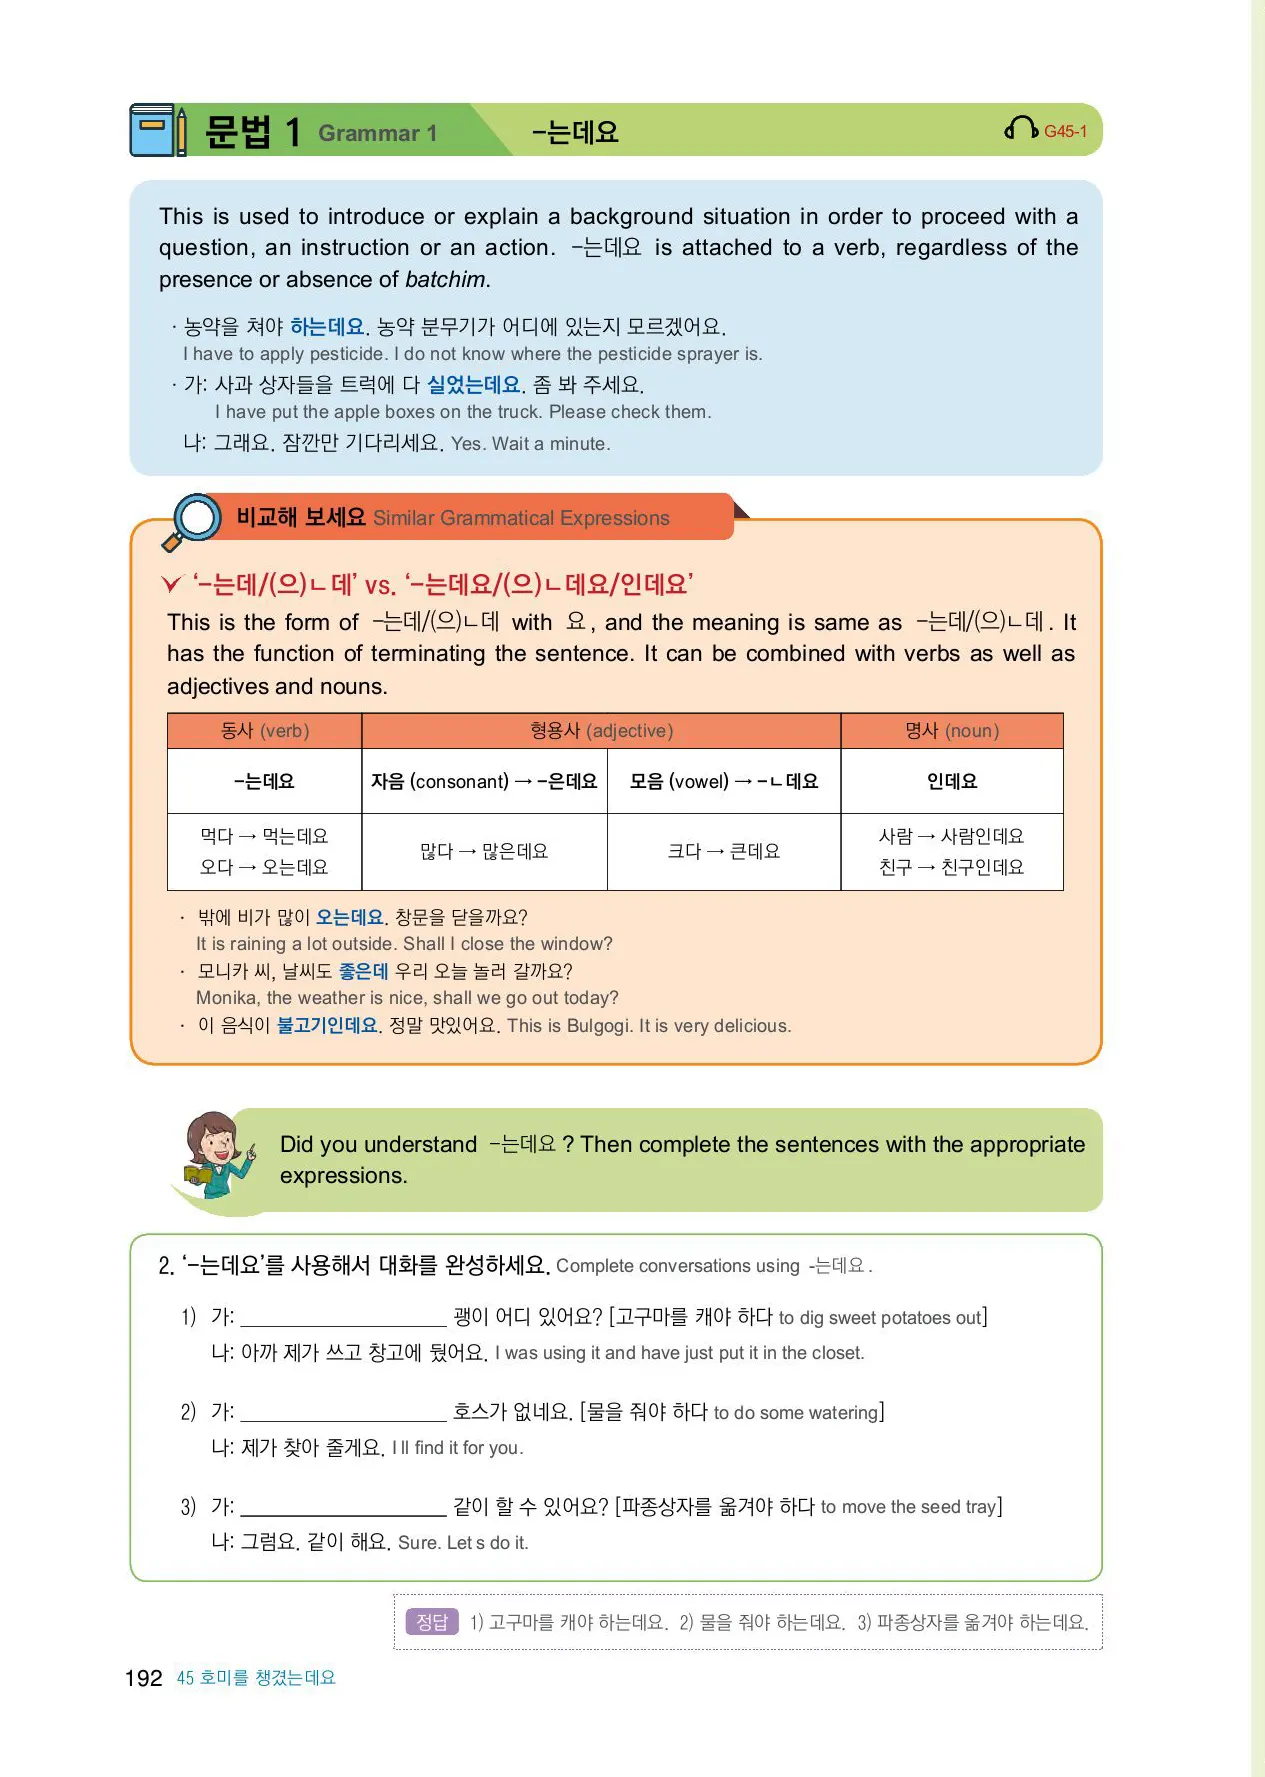 문법 1 Grammar 1 -는데요 G45-1
This is used to introduce or explain a background situation in order to proceed with a
question, an instruction or an action. -는데요 is attached to a verb, regardless of the
presence or absence of batchim.
· 농약을 쳐야 하는데요. 농약 분무기가 어디에 있는지 모르겠어요.
I have to apply pesticide. I do not know where the pesticide sprayer is.
· 가: 사과 상자들을 트럭에 다 실었는데요. 좀 봐 주세요.
I have put the apple boxes on the truck. Please check them.
나: 그래요. 잠깐만 기다리세요. Yes. Wait a minute.
비교해 보세요 Similar Grammatical Expressions
‘-는데/(으)ㄴ데’ vs. ‘-는데요/(으)ㄴ데요/인데요’
This is the form of -는데/(으)ㄴ데 with 요, and the meaning is same as -는데/(으)ㄴ데. It
has the function of terminating the sentence. It can be combined with verbs as well as
adjectives and nouns.
동사 (verb) 형용사 (adjective) 명사 (noun)
-는데요 자음 (consonant) → -은데요 모음 (vowel) → -ㄴ데요 인데요
먹다 → 먹는데요
오다 → 오는데요
많다 → 많은데요
크다 → 큰데요
사람 → 사람인데요
친구 → 친구인데요
· 밖에 비가 많이 오는데요. 창문을 닫을까요?
It is raining a lot outside. Shall I close the window?
· 모니카 씨, 날씨도 좋은데 우리 오늘 놀러 갈까요?
Monika, the weather is nice, shall we go out today?
· 이 음식이 불고기인데요. 정말 맛있어요. This is Bulgogi. It is very delicious.
Did you understand -는데요? Then complete the sentences with the appropriate
expressions.
2. ‘-는데요’를 사용해서 대화를 완성하세요. Complete conversations using -는데요.
1) 가: ____________________ 괭이 어디 있어요? [고구마를 캐야 하다 to dig sweet potatoes out]
나: 아까 제가 쓰고 창고에 뒀어요. I was using it and have just put it in the closet.
2) 가: ____________________ 호스가 없네요. [물을 줘야 하다 to do some watering]
나: 제가 찾아 줄게요. I ll find it for you.
3) 가: ____________________ 같이 할 수 있어요? [파종상자를 옮겨야 하다 to move the seed tray]
나: 그럼요. 같이 해요. Sure. Let s do it.
정답 1) 고구마를 캐야 하는데요. 2) 물을 줘야 하는데요. 3) 파종상자를 옮겨야 하는데요.
192 45 호미를 챙겼는데요